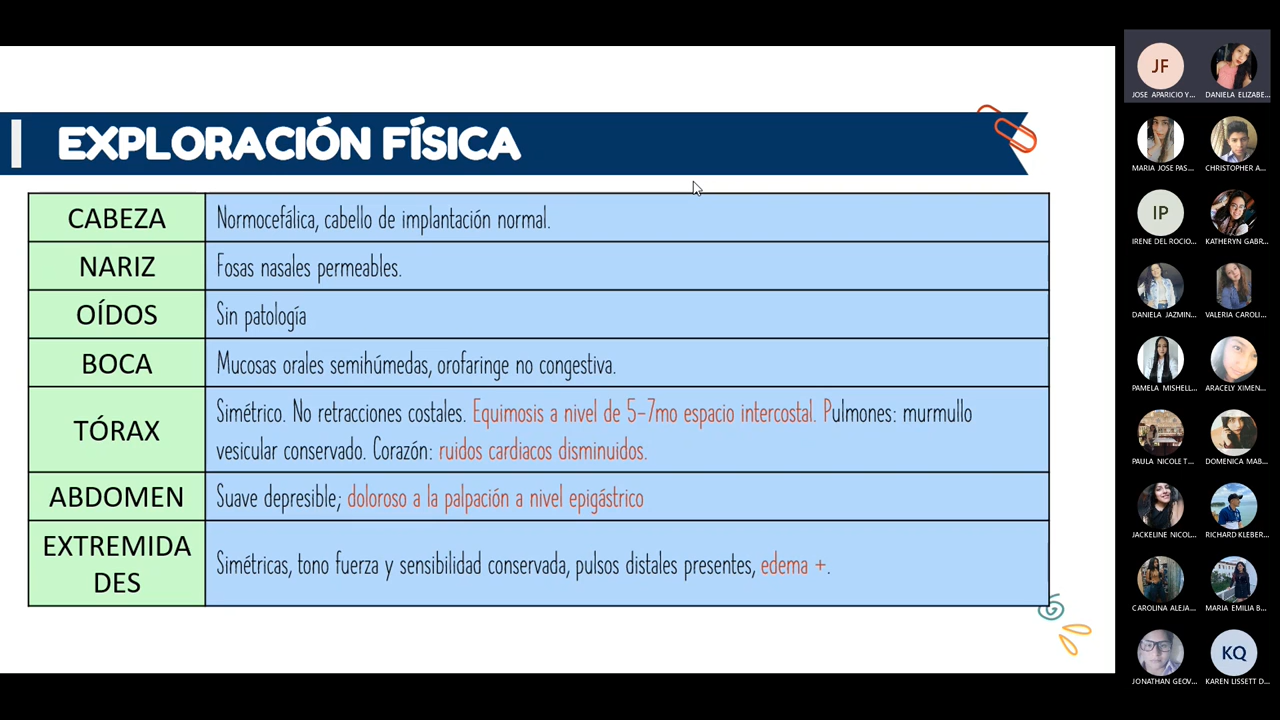 EXPLORACIÓN FÍSICA
CABEZA
Normocefálica, cabello de implantación normal.
NARIZ
Fosas nasales permeables.
OÍDOS
Sin patología
BOCA
Mucosas orales semihúmedas, orofaringe no congestiva.
TÓRAX
Simétrico. No retracciones costales. Equimosis a nivel de 5-7mo espacio intercostal. Pulmones: murmullo
vesicular conservado. Corazón: ruidos cardiacos disminuidos.
ABDOMEN
Suave depresible; doloroso a la palpación a nivel epigástrico
EXTREMIDA
DES
Simétricas, tono fuerza y sensibilidad conservada, pulsos distales presentes, edema +.
JF
JOSE APARICIO Y...
DANIELA ELIZABE...
MARIA JOSE PAS...
CHRISTOPHER A...
IP
IRENE DEL ROCIO...
KATHERYN GABR...
DANIELA JAZMIN...
VALERIA CAROLI...
PAMELA MISHELL...
ARACELY XIMEN...
PAULA NICOLE T...
DOMENICA MAB...
JACKELINE NICOL...
RICHARD KLEBER...
CAROLINA ALEJA...
MARIA EMILIA B...
JONATHAN GEOV...
KQ
KAREN LISSETT D...